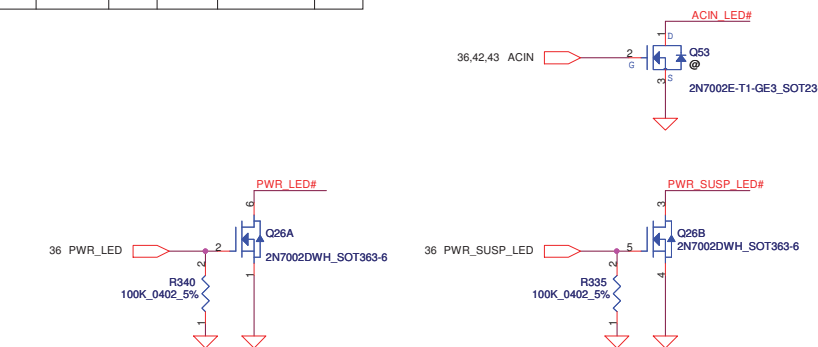 ACIN_LED#
1
D
36,42,43 ACIN
2
G
Q53
@
S
3
2N7002E-T1-GE3_SOT23
PWR_LED#
6
36 PWR_LED
2
Q26A
2N7002DWH_SOT363-6
1
2
R340
100K_0402_5%
1
PWR_SUSP_LED#
3
36 PWR_SUSP_LED
5
Q26B
2N7002DWH_SOT363-6
4
2
R335
100K_0402_5%
1